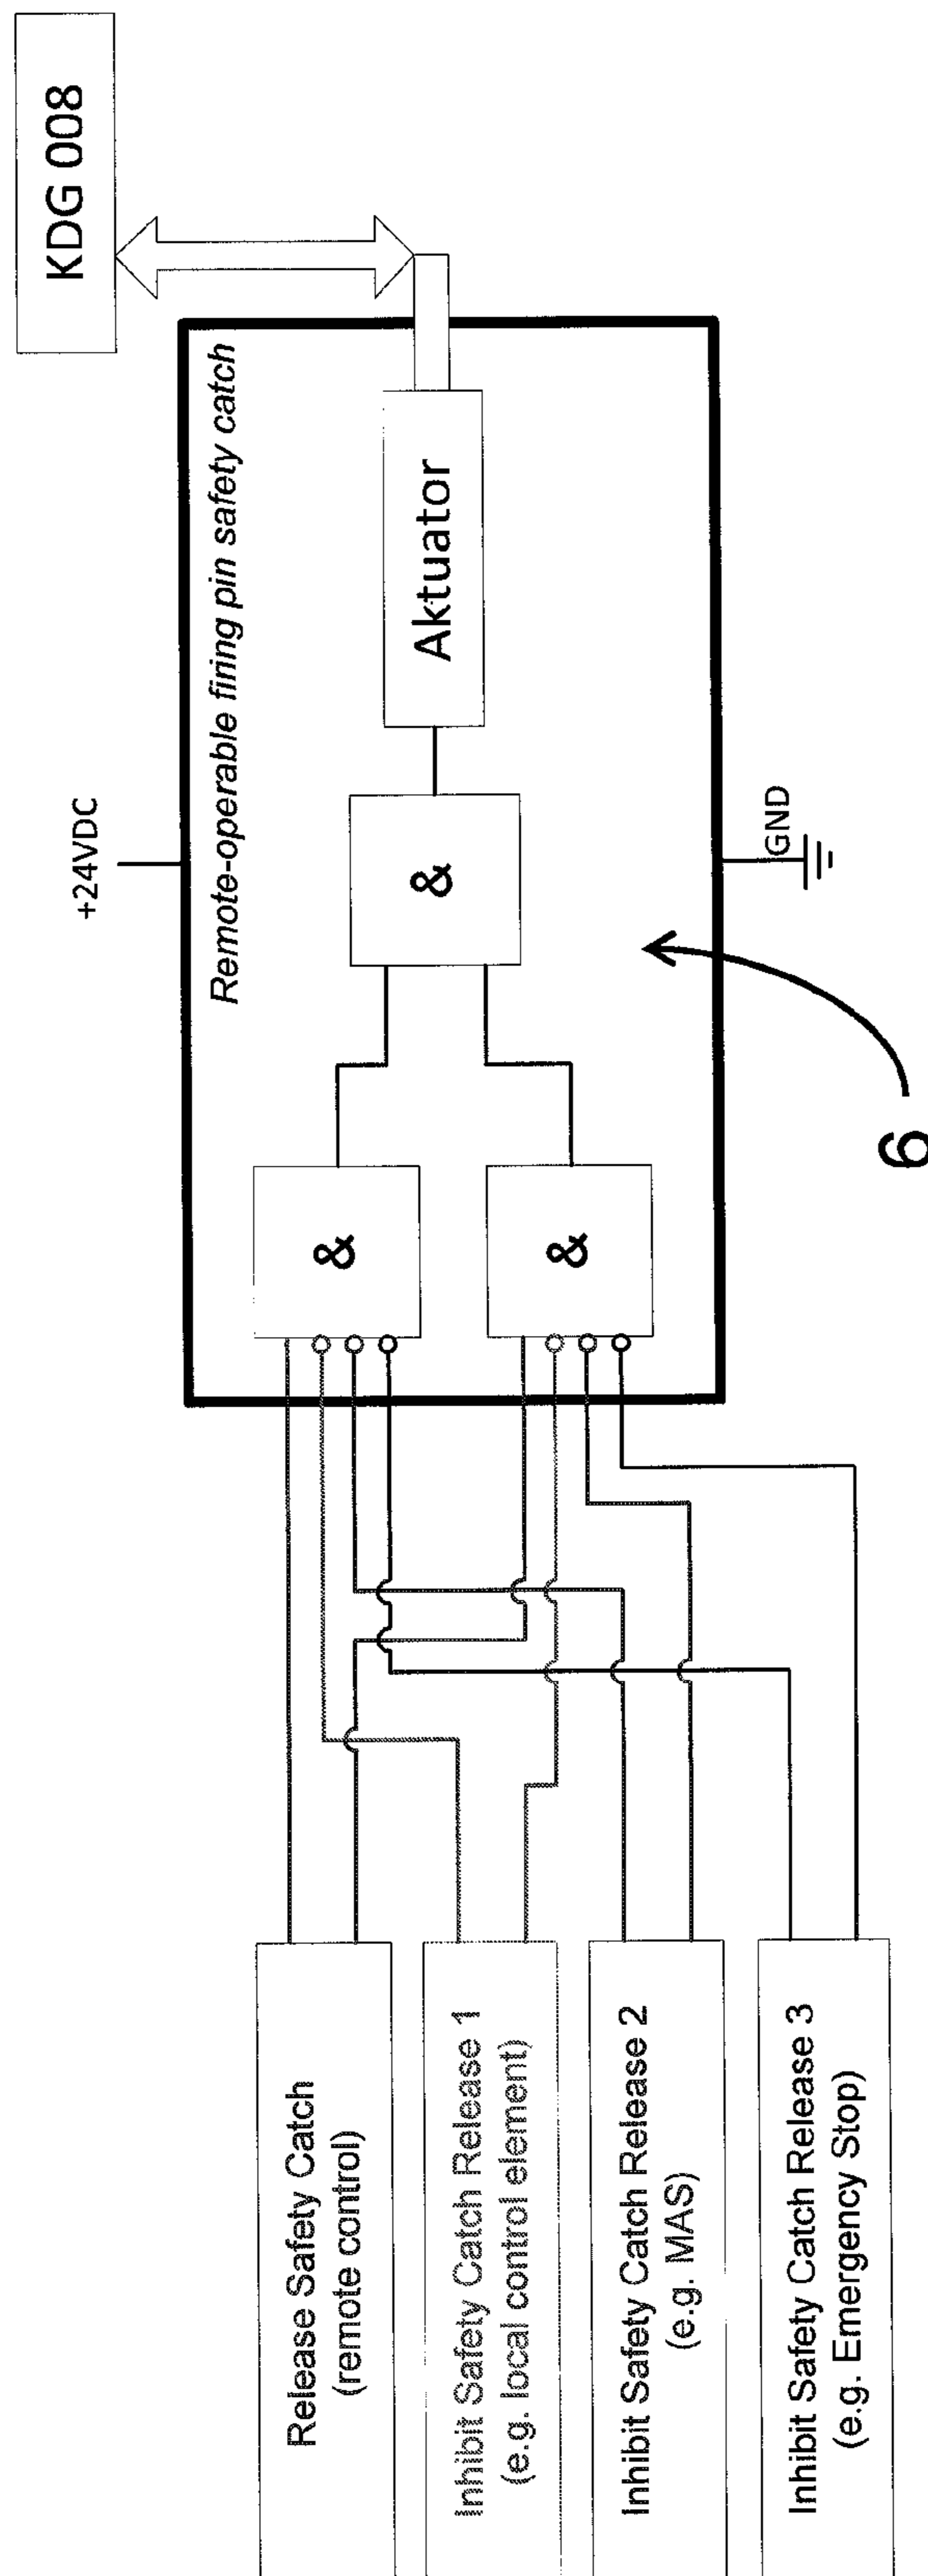 KDG 008
+24VDC
Remote-operable firing pin safety catch
Aktuator
&
&
&
GND
6
Release Safety Catch
(remote control)
Inhibit Safety Catch Release 1
(e.g. local control element)
Inhibit Safety Catch Release 2
(e.g. MAS)
Inhibit Safety Catch Release 3
(e.g. Emergency Stop)